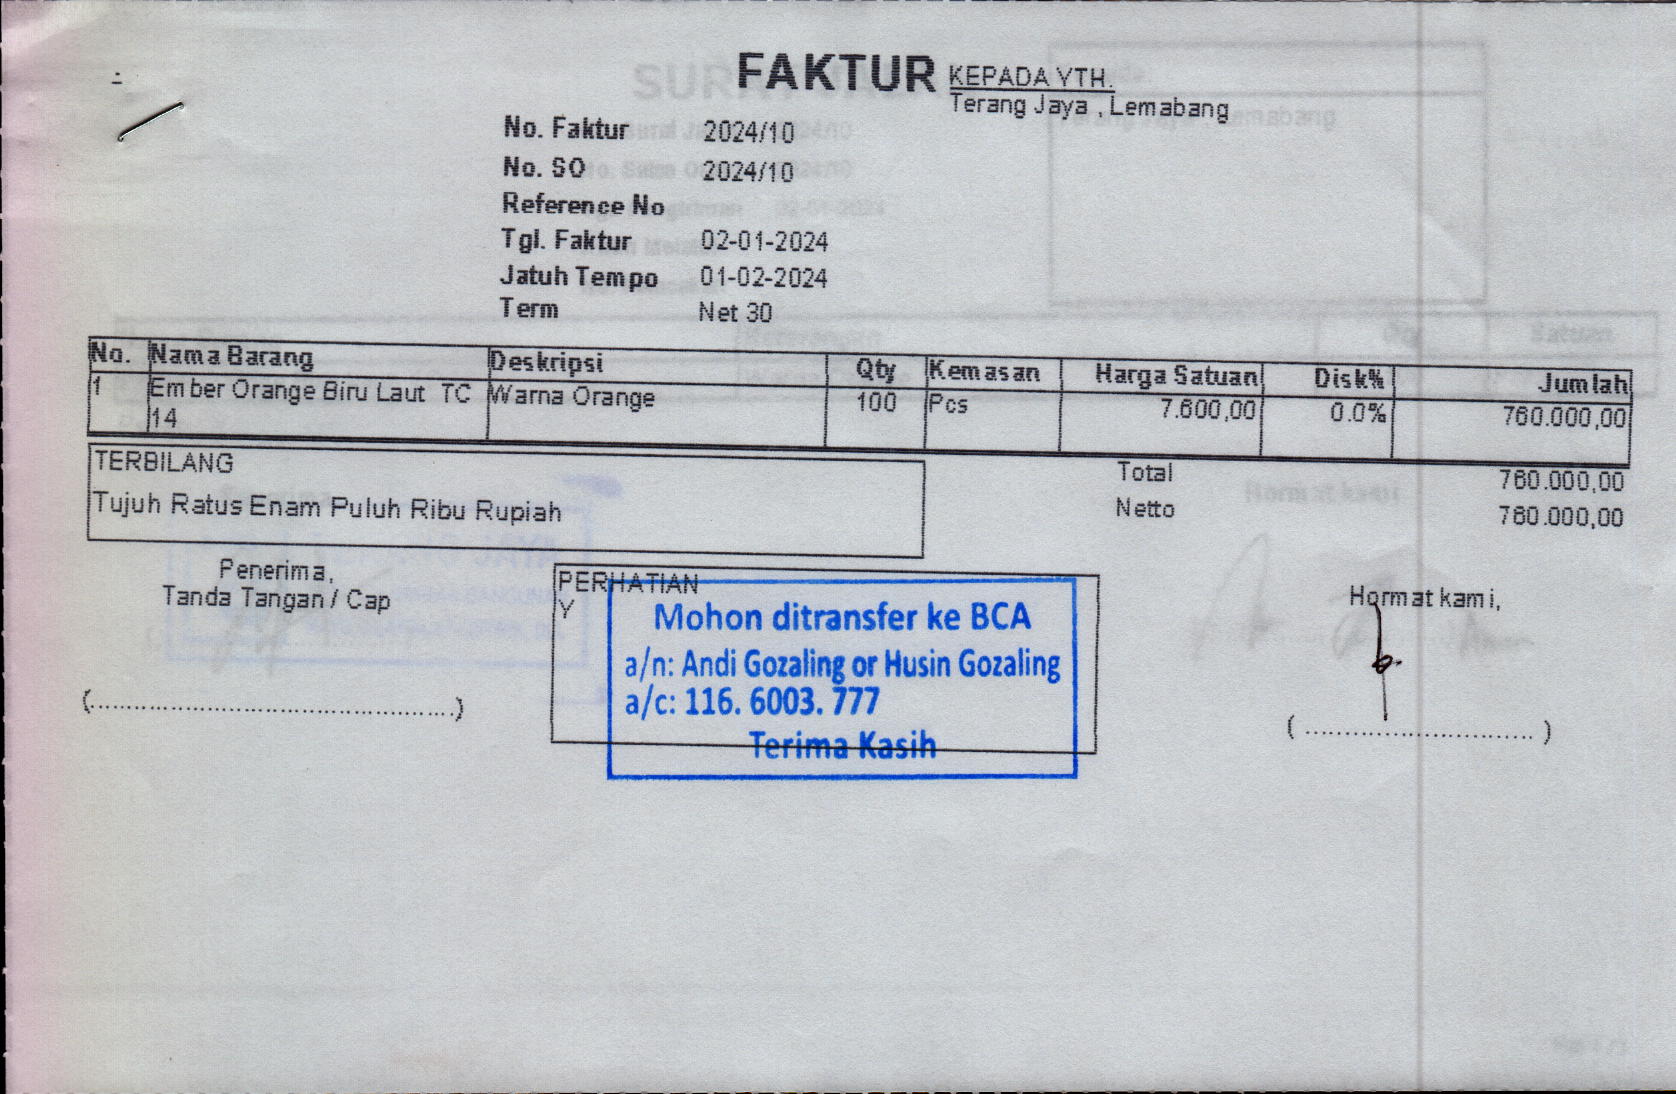 FAKTUR
KEPADA YTH.
Terang Jaya , Lemabang
No. Faktur 2024/10
No. SO 2024/10
Reference No
Tgl. Faktur 02-01-2024
Jatuh Tempo 01-02-2024
Term Net 30
No. Nama Barang Deskripsi Qty Kemasan Harga Satuan Disk% Jumlah
1 Ember Orange Biru Laut TC Warna Orange 100 Pcs 7.600,00 0.0% 760.000,00
14
TERBILANG
Tujuh Ratus Enam Puluh Ribu Rupiah
Total 760.000,00
Netto 760.000,00
Penerima,
Tanda Tangan / Cap
(................................................)
PERHATIAN
Y
Mohon ditransfer ke BCA
a/n: Andi Gozaling or Husin Gozaling
a/c: 116. 6003. 777
Terima Kasih
Hormat kami,
( .............................. )